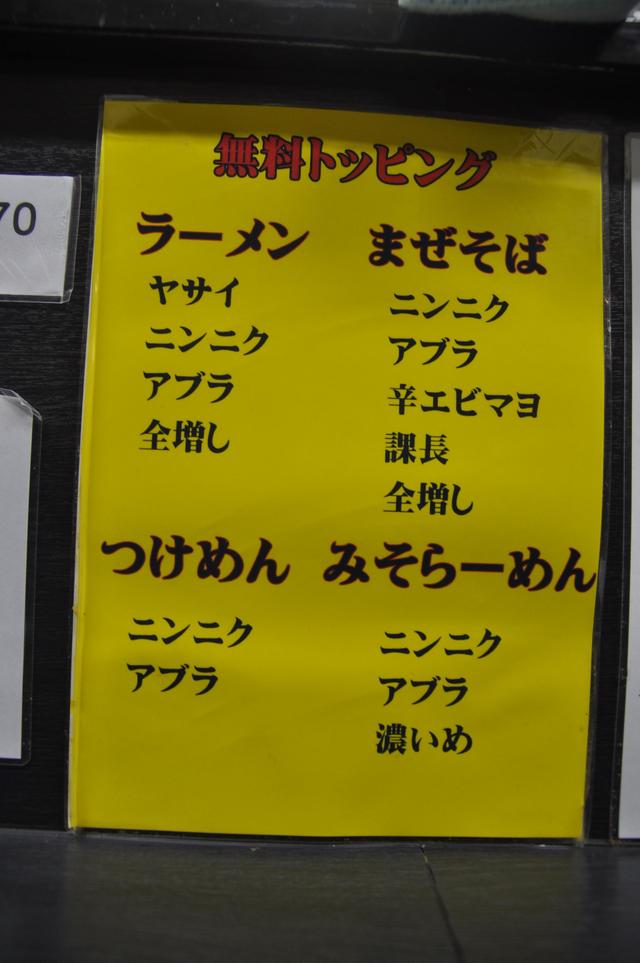 無料トッピング
ラーメン
ヤサイ
ニンニク
アブラ
全増し
まぜそば
ニンニク
アブラ
辛エビマヨ
課長
全増し
つけめん
ニンニク
アブラ
みそらーめん
ニンニク
アブラ
濃いめ
70